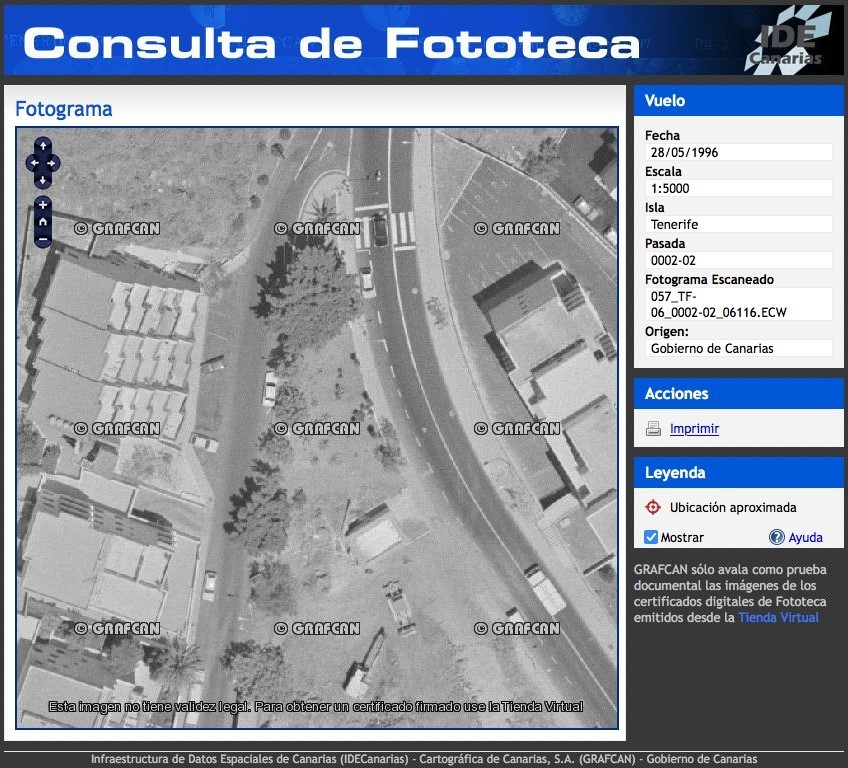 Consulta de Fototeca
IDE
Canarias
Fotograma
© GRAFCAN © GRAFCAN © GRAFCAN
© GRAFCAN © GRAFCAN © GRAFCAN
© GRAFCAN © GRAFCAN © GRAFCAN
Esta imagen no tiene validez legal. Para obtener un certificado firmado use la Tienda Virtual
Vuelo
Fecha
28/05/1996
Escala
1:5000
Isla
Tenerife
Pasada
0002-02
Fotograma Escaneado
057_TF-
06_0002-02_06116.ECW
Origen:
Gobierno de Canarias
Acciones
Imprimir
Leyenda
Ubicación aproximada
Mostrar
Ayuda
GRAFCAN sólo avala como prueba
documental las imágenes de los
certificados digitales de Fototeca
emitidos desde la Tienda Virtual
Infraestructura de Datos Espaciales de Canarias (IDECanarias) - Cartográfica de Canarias, S.A. (GRAFCAN) - Gobierno de Canarias